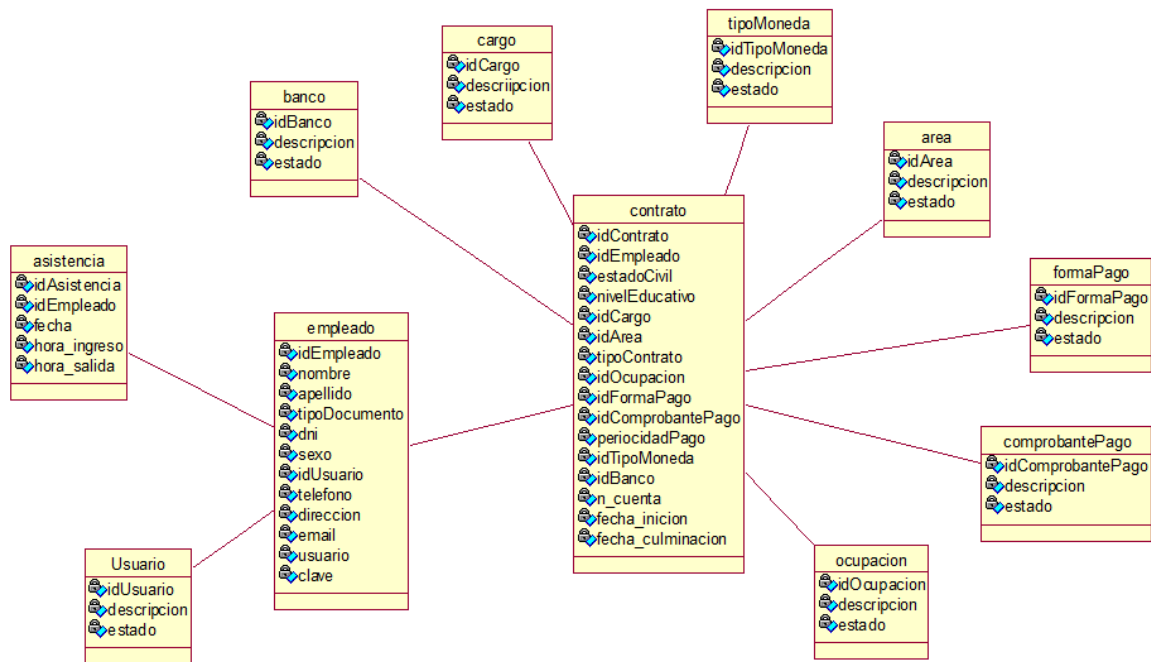 tipoMoneda
idTipoMoneda
descripcion
estado
cargo
idCargo
descriipcion
estado
banco
idBanco
descripcion
estado
area
idArea
descripcion
estado
contrato
idContrato
idEmpleado
estadoCivil
nivelEducativo
idCargo
idArea
tipoContrato
idOcupacion
idFormaPago
idComprobantePago
periocidadPago
idTipoMoneda
idBanco
n_cuenta
fecha_inicion
fecha_culminacion
asistencia
idAsistencia
idEmpleado
fecha
hora_ingreso
hora_salida
formaPago
idFormaPago
descripcion
estado
empleado
idEmpleado
nombre
apellido
tipoDocumento
dni
sexo
idUsuario
telefono
direccion
email
usuario
clave
comprobantePago
idComprobantePago
descripcion
estado
Usuario
idUsuario
descripcion
estado
ocupacion
idOcupacion
descripcion
estado